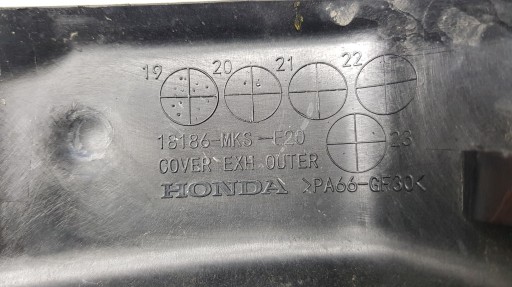 19 20 21 22
18186-MKS-E20 23
COVER EXH OUTER
HONDA >PA66-GF30<